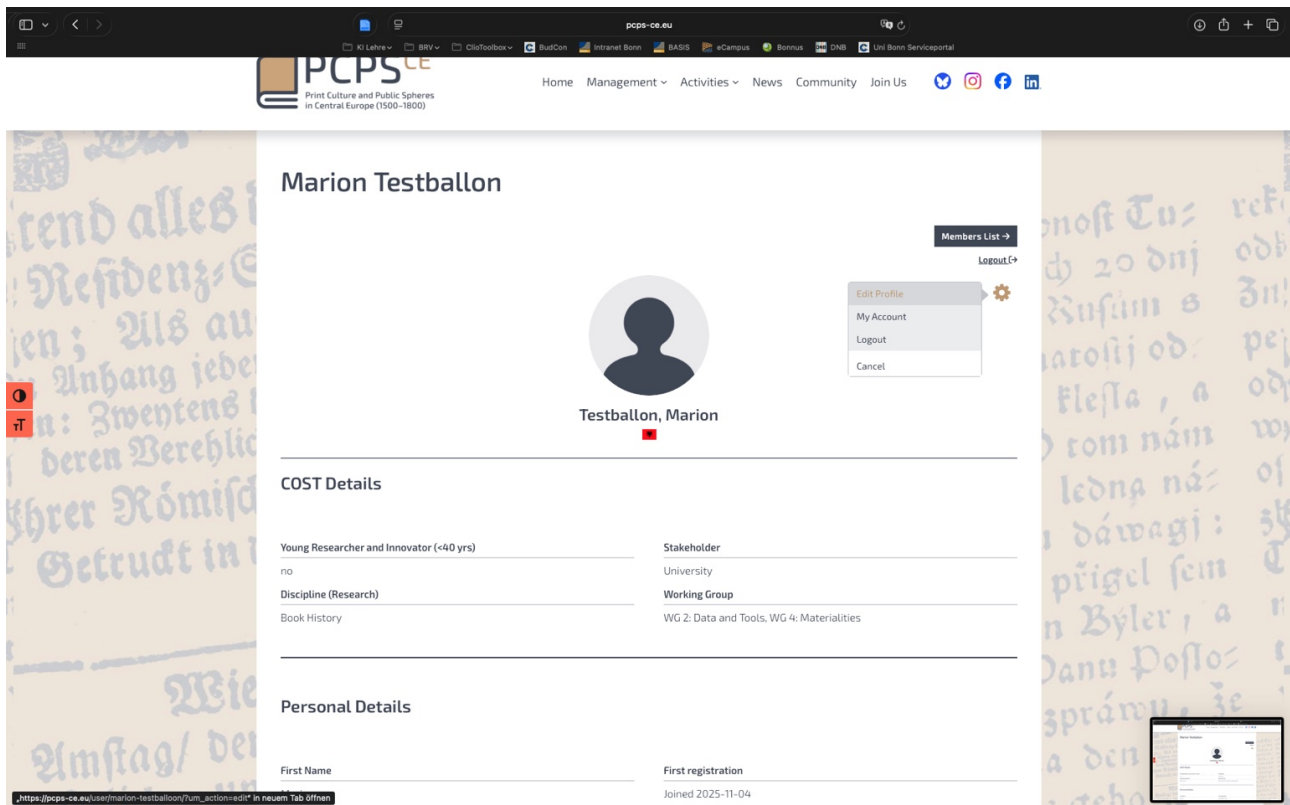 pcps-ce.eu
KI Lehre
BRV
ClioToolbox
BudCon
Intranet Bonn
BASIS
eCampus
Bonnus
DNB
Uni Bonn Serviceportal
PCPS CE
Print Culture and Public Spheres
in Central Europe (1500–1800)
Home
Management
Activities
News
Community
Join Us
Marion Testballon
Members List →
Logout
Edit Profile
My Account
Logout
Cancel
Testballon, Marion
COST Details
Young Researcher and Innovator (<40 yrs)
no
Stakeholder
University
Discipline (Research)
Book History
Working Group
WG 2: Data and Tools, WG 4: Materialities
Personal Details
First Name
First registration
Joined 2025-11-04
„https://pcps-ce.eu/user/marion-testballoon/?um_action=edit“ in neuem Tab öffnen